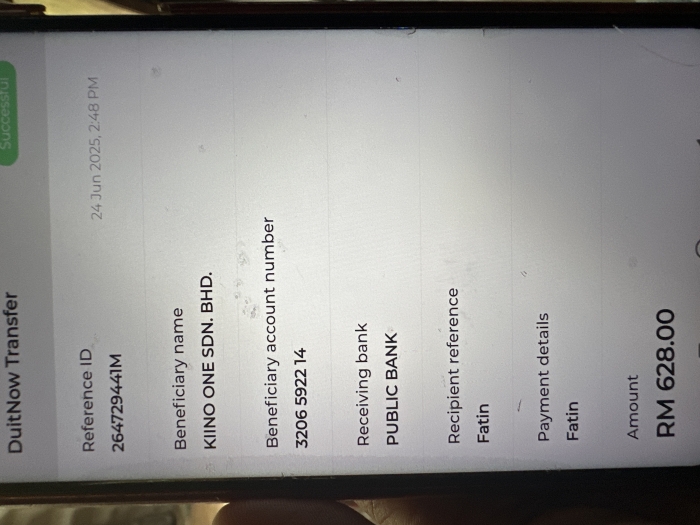 DuitNow Transfer
Successful
Reference ID
24 Jun 2025, 2:48 PM
264729441M
Beneficiary name
KIINO ONE SDN. BHD.
Beneficiary account number
3206 5922 14
Receiving bank
PUBLIC BANK
Recipient reference
Fatin
Payment details
Fatin
Amount
RM 628.00